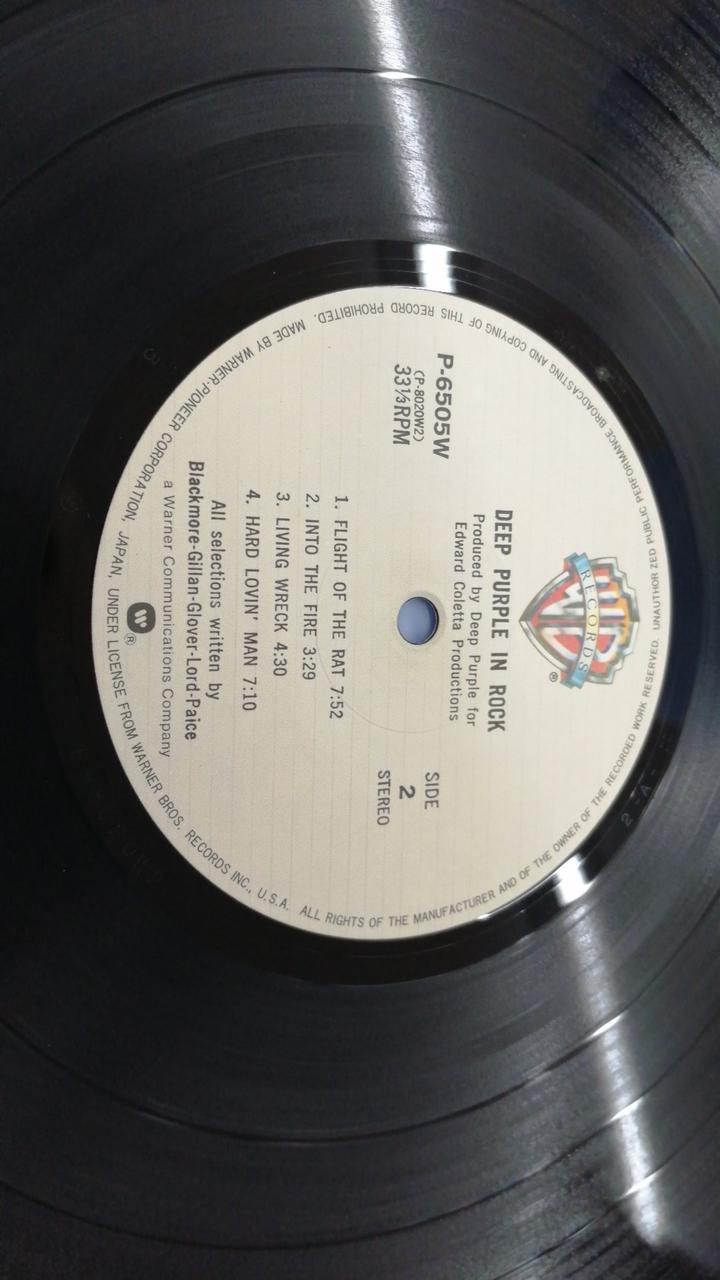 RECORDS
®
DEEP PURPLE IN ROCK
Produced by Deep Purple for
Edward Coletta Productions
P-6505W
(P-8020W2)
33⅓RPM
SIDE
2
STEREO
1. FLIGHT OF THE RAT 7:52
2. INTO THE FIRE 3:29
3. LIVING WRECK 4:30
4. HARD LOVIN' MAN 7:10
All selections written by
Blackmore-Gillan-Glover-Lord-Paice
a Warner Communications Company
®
MADE BY WARNER-PIONEER CORPORATION, JAPAN, UNDER LICENSE FROM WARNER BROS. RECORDS INC., U.S.A. ALL RIGHTS OF THE MANUFACTURER AND OF THE OWNER OF THE RECORDED WORK RESERVED. UNAUTHOR ZED PUBLIC PERFORMANCE BROADCASTING AND COPYING OF THIS RECORD PROHIBITED.